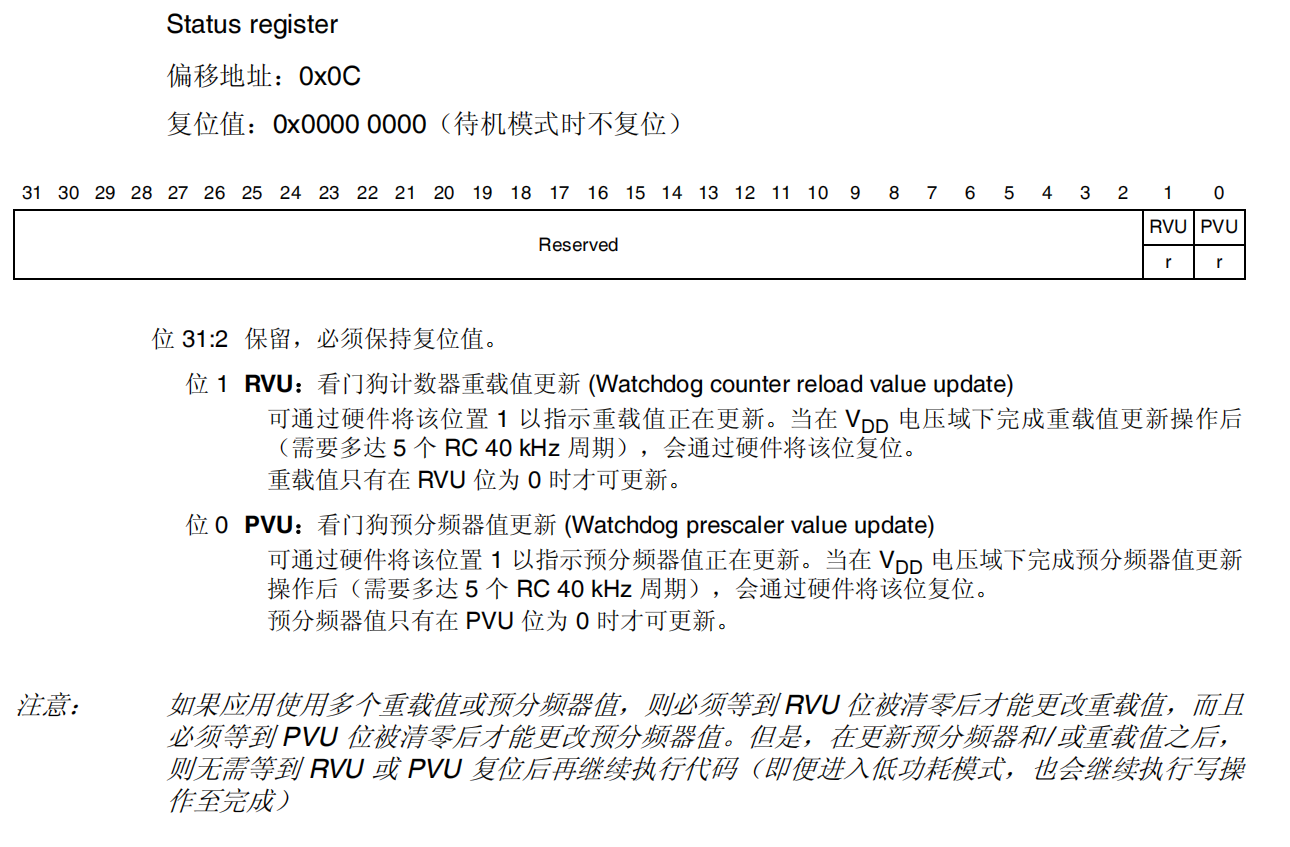 Status register
偏移地址：0x0C
复位值：0x0000 0000（待机模式时不复位）
31 30 29 28 27 26 25 24 23 22 21 20 19 18 17 16 15 14 13 12 11 10 9 8 7 6 5 4 3 2 1 0
Reserved
RVU PVU
r r
位 31:2 保留，必须保持复位值。
位 1 RVU：看门狗计数器重载值更新 (Watchdog counter reload value update)
可通过硬件将该位置 1 以指示重载值正在更新。当在 VDD 电压域下完成重载值更新操作后
（需要多达 5 个 RC 40 kHz 周期），会通过硬件将该位复位。
重载值只有在 RVU 位为 0 时才可更新。
位 0 PVU：看门狗预分频器值更新 (Watchdog prescaler value update)
可通过硬件将该位置 1 以指示预分频器值正在更新。当在 VDD 电压域下完成预分频器值更新
操作后（需要多达 5 个 RC 40 kHz 周期），会通过硬件将该位复位。
预分频器值只有在 PVU 位为 0 时才可更新。
注意： 如果应用使用多个重载值或预分频器值，则必须等到 RVU 位被清零后才能更改重载值，而且
必须等到 PVU 位被清零后才能更改预分频器值。但是，在更新预分频器和/或重载值之后，
则无需等到 RVU 或 PVU 复位后再继续执行代码（即便进入低功耗模式，也会继续执行写操
作至完成）